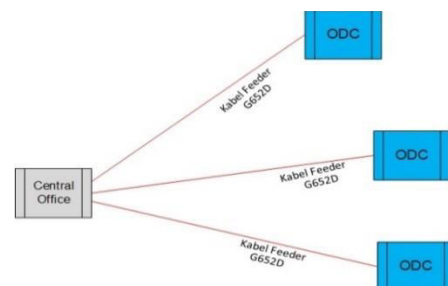 ODC
Kabel Feeder
G652D
Kabel Feeder
G652D
ODC
Central
Office
Kabel Feeder
G652D
ODC